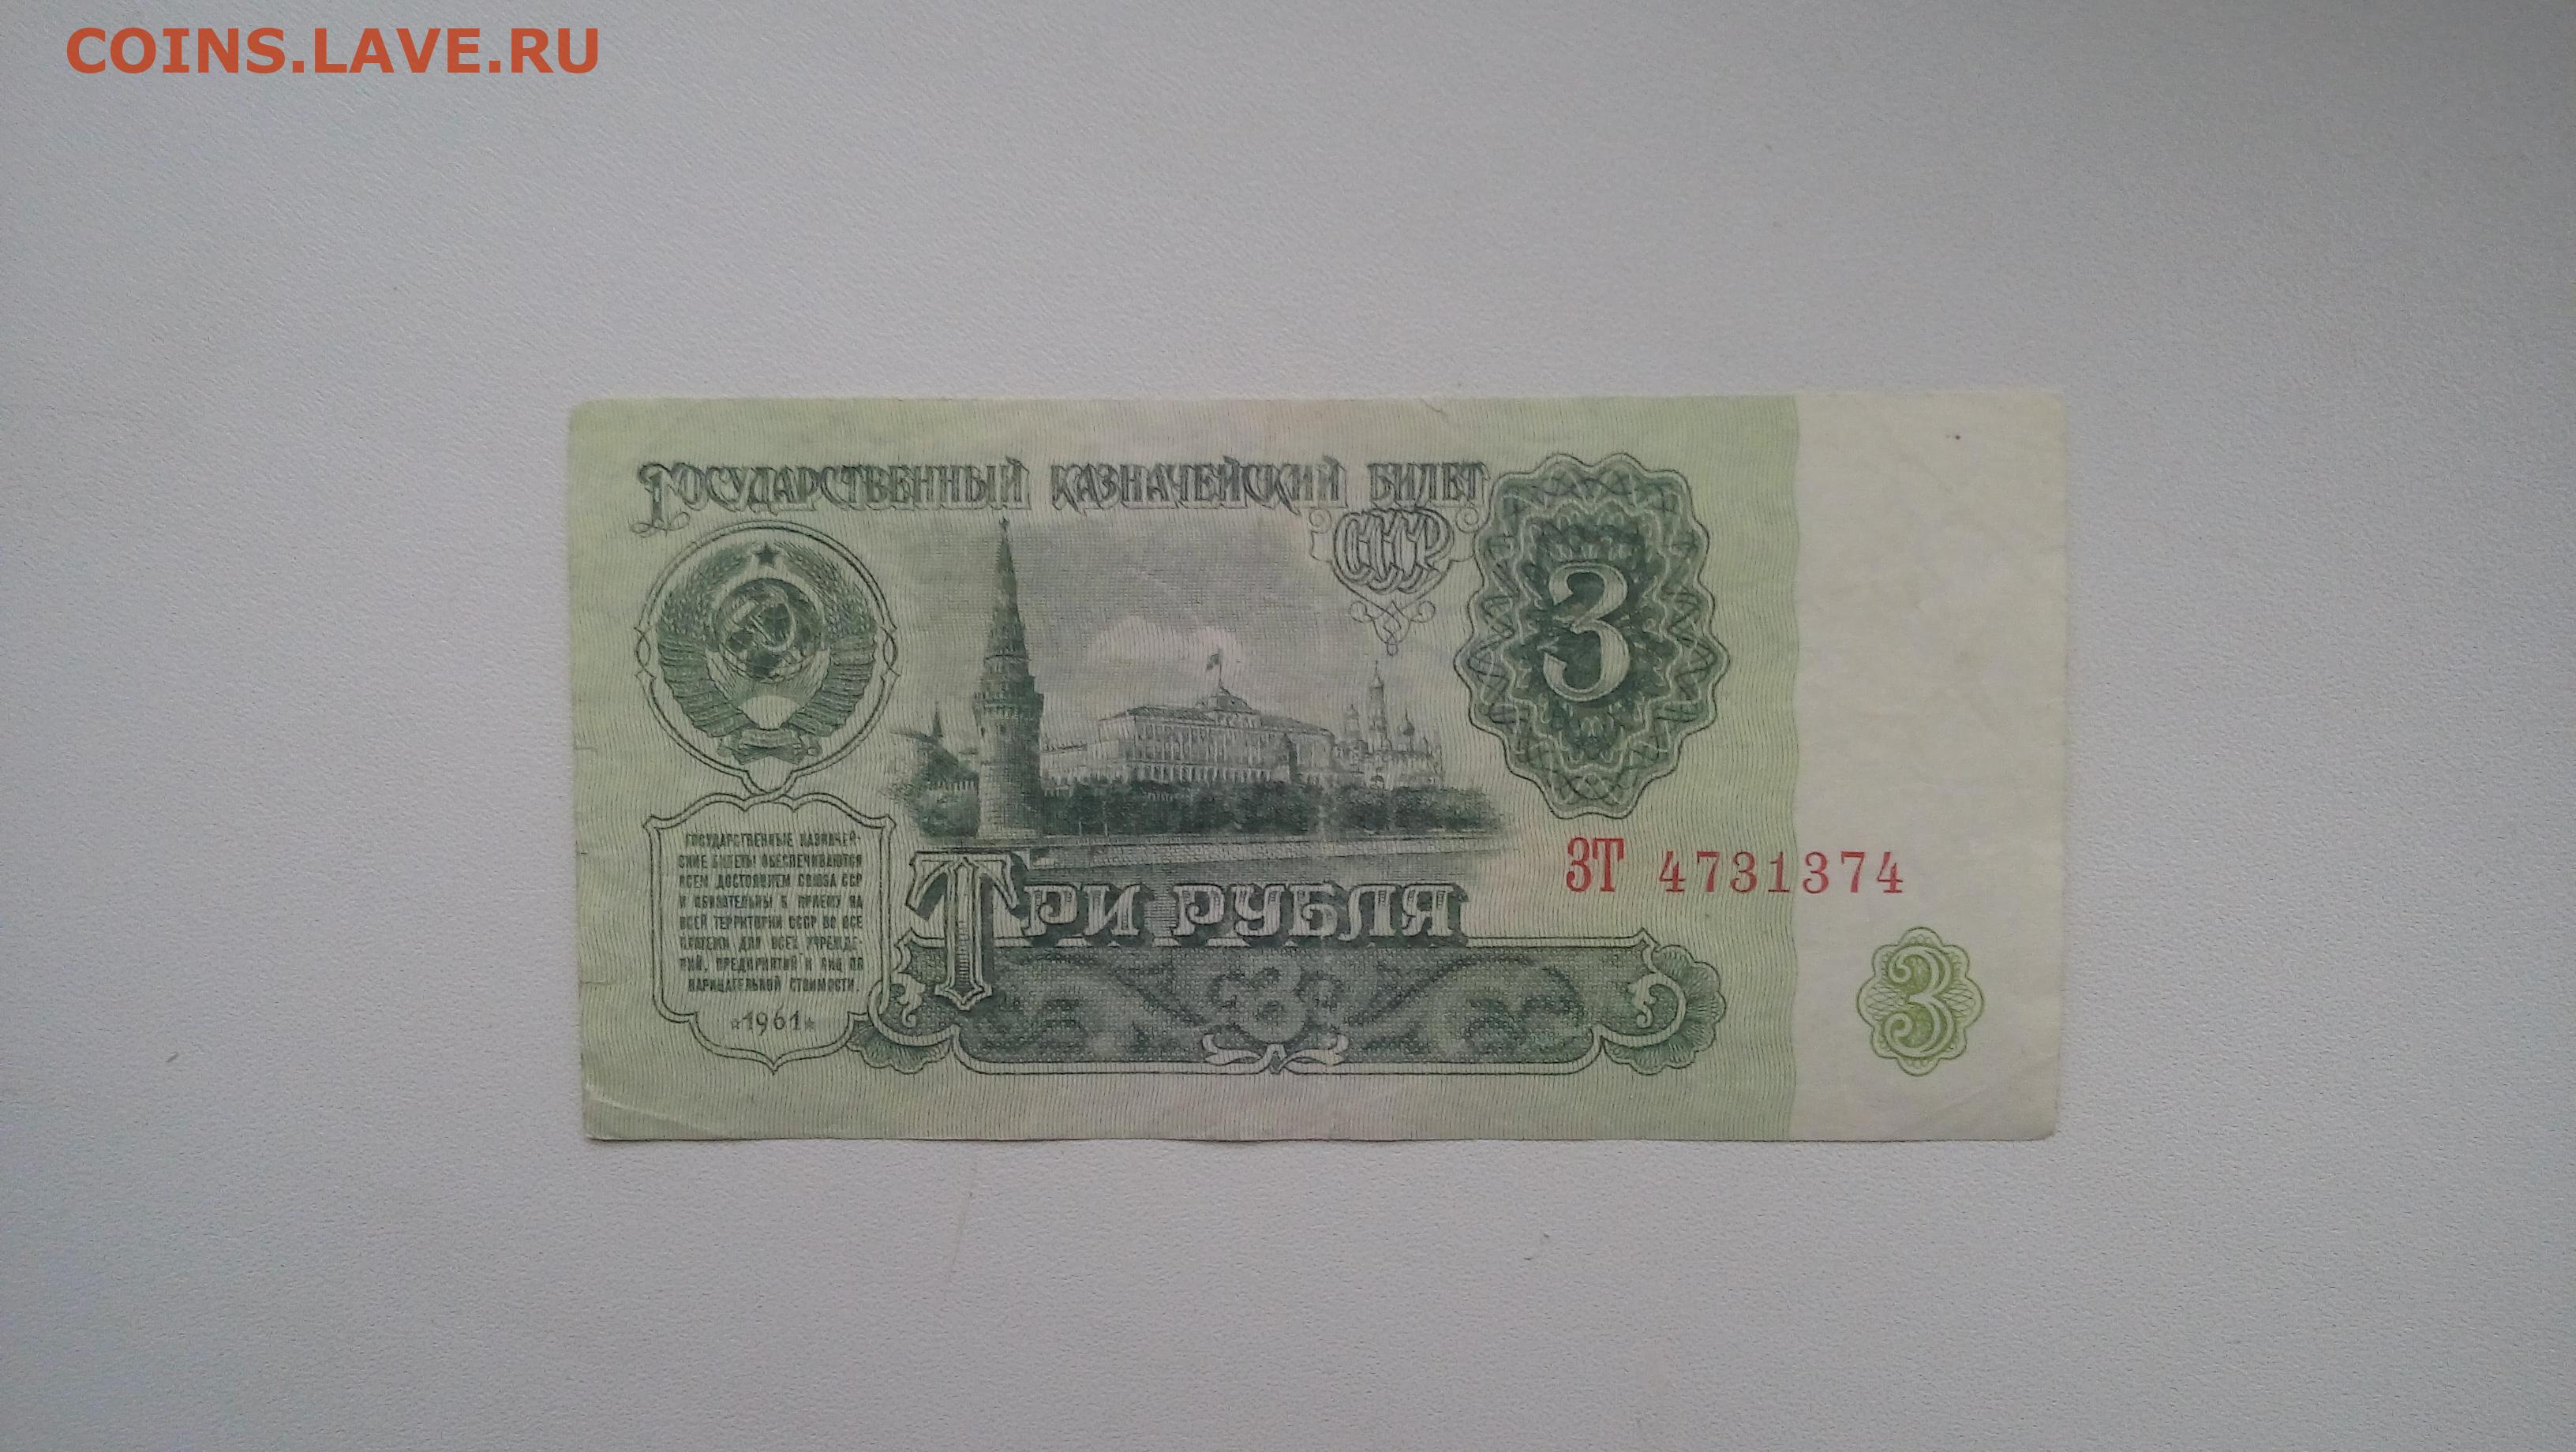 COINS.LAVE.RU
Государственный казначейский билет
СССР
3
Государственные казначей-
ские билеты обеспечиваются
всем достоянием Союза ССР
и обязательны к приему на
всей территории СССР во все
платежи для всех учрежде-
ний, предприятий и лиц по
нарицательной стоимости.
☆1961☆
ЗТ 4731374
Три рубля
3